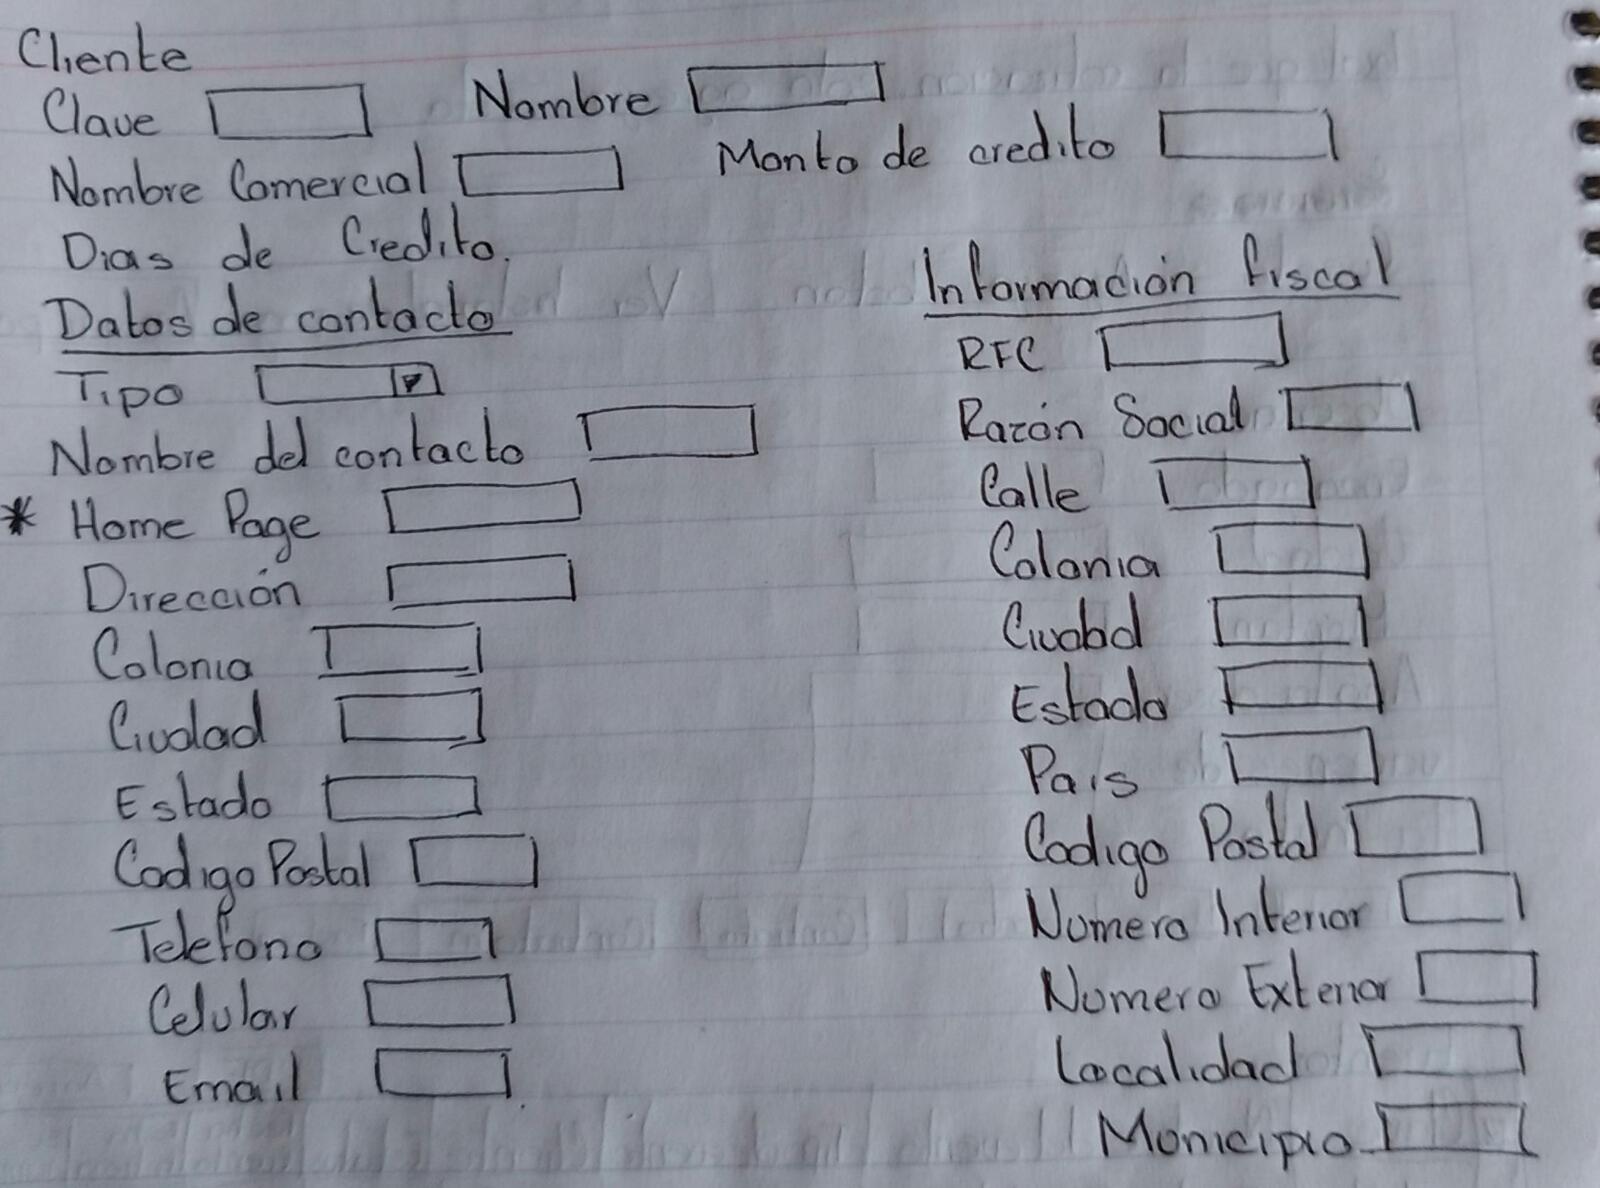 Cliente
Clave Nombre
Nombre Comercial Monto de credito
Dias de Credito.
Datos de contacto
Tipo
Nombre del contacto
* Home Page
Dirección
Colonia
Ciudad
Estado
Codigo Postal
Telefono
Celular
Email
Información fiscal
RFC
Razón Social
Calle
Colonia
Ciudad
Estado
Pais
Codigo Postal
Numero Interior
Numero Exterior
Localidad
Municipio